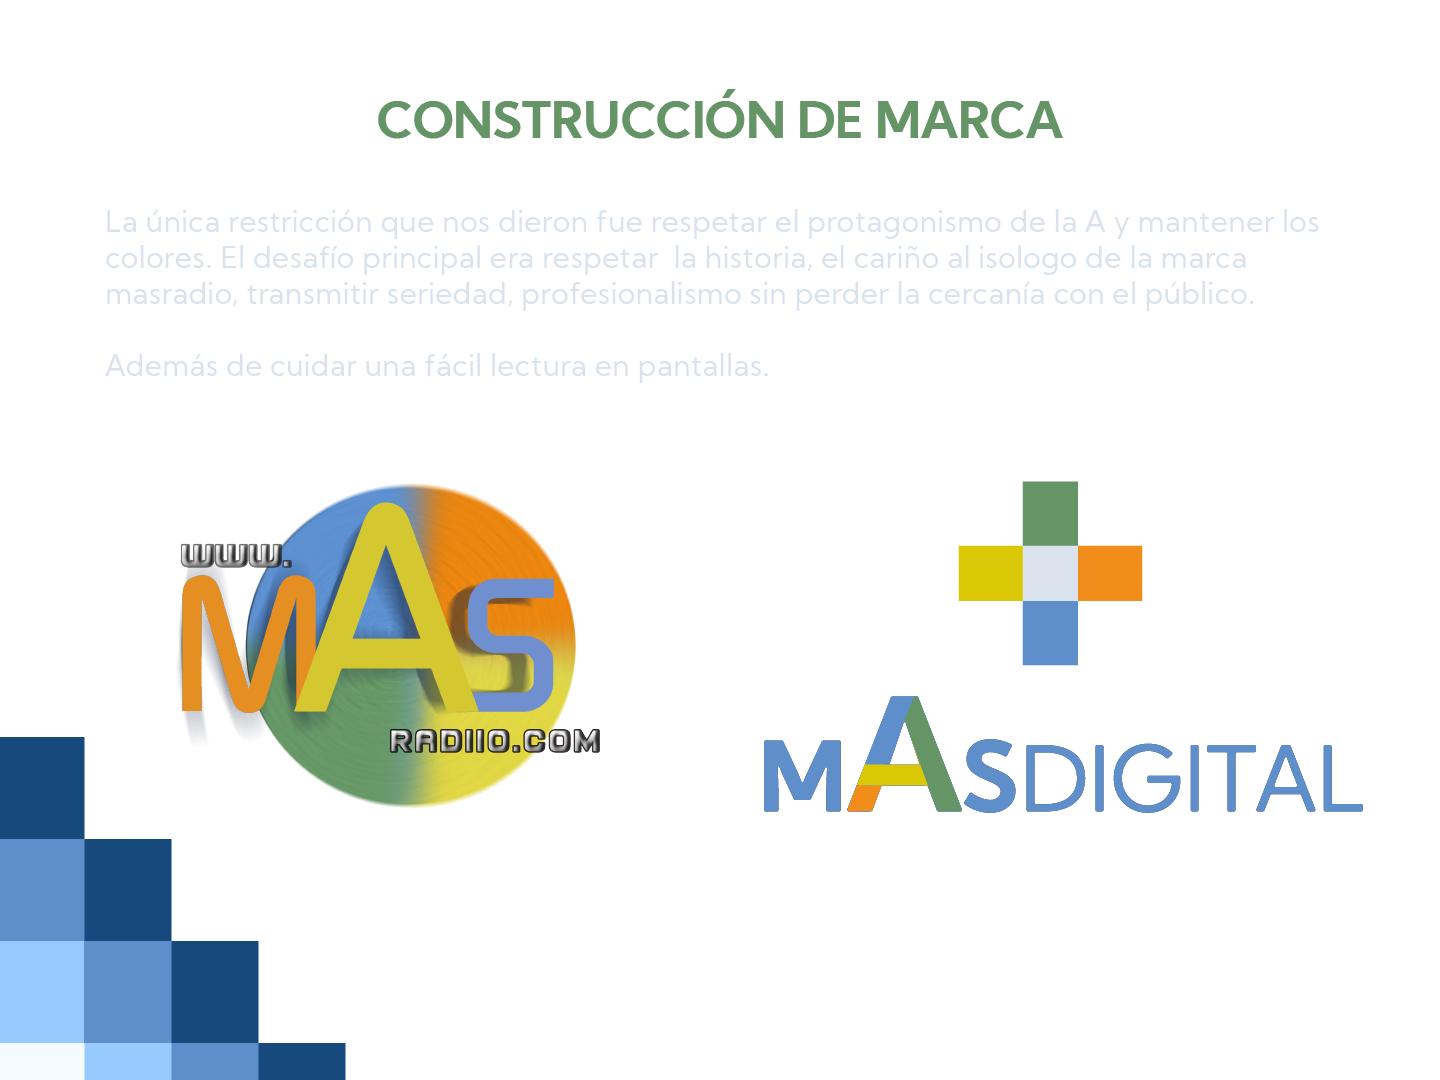 CONSTRUCCIÓN DE MARCA
La única restricción que nos dieron fue respetar el protagonismo de la A y mantener los
colores. El desafío principal era respetar  la historia, el cariño al isologo de la marca
masradio, transmitir seriedad, profesionalismo sin perder la cercanía con el público.
Además de cuidar una fácil lectura en pantallas.
WWW.
MAS
RADIIO.COM
MASDIGITAL